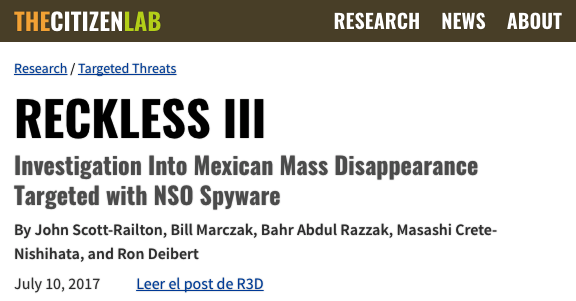 THECITIZENLAB RESEARCH NEWS ABOUT
Research / Targeted Threats
RECKLESS III
Investigation Into Mexican Mass Disappearance
Targeted with NSO Spyware
By John Scott-Railton, Bill Marczak, Bahr Abdul Razzak, Masashi Crete-
Nishihata, and Ron Deibert
July 10, 2017 Leer el post de R3D